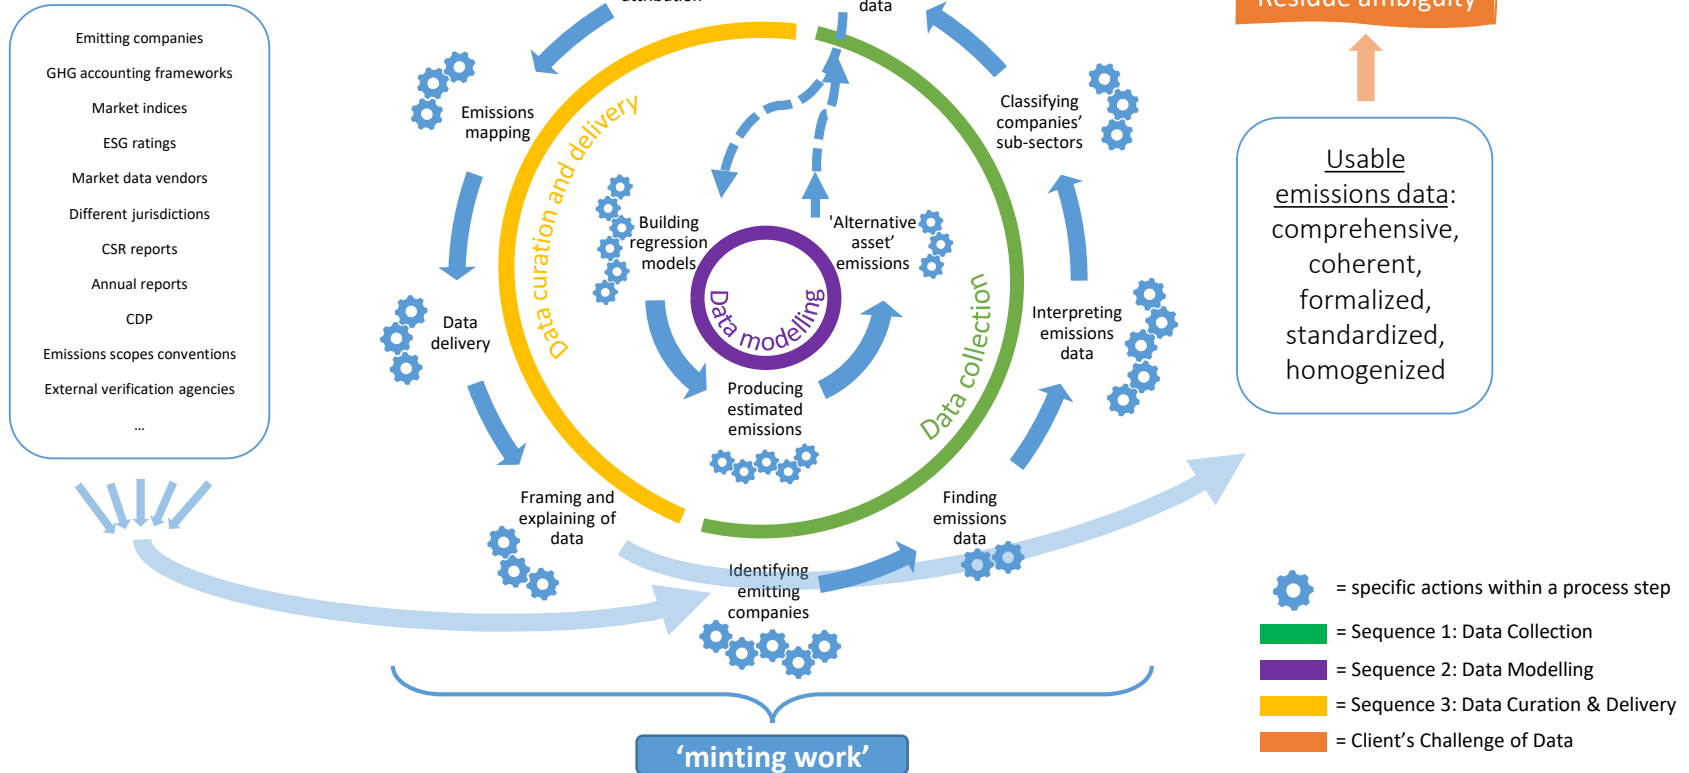 Emitting companies
GHG accounting frameworks
Market indices
ESG ratings
Market data vendors
Different jurisdictions
CSR reports
Annual reports
CDP
Emissions scopes conventions
External verification agencies
...
attribution
data
Emissions
mapping
Data
delivery
Framing and
explaining of
data
Data curation and delivery
Building
regression
models
'Alternative
asset’
emissions
Data modelling
Producing
estimated
emissions
Data collection
Classifying
companies’
sub-sectors
Interpreting
emissions
data
Finding
emissions
data
Identifying
emitting
companies
‘minting work’
Residue ambiguity
Usable
emissions data:
comprehensive,
coherent,
formalized,
standardized,
homogenized
= specific actions within a process step
= Sequence 1: Data Collection
= Sequence 2: Data Modelling
= Sequence 3: Data Curation & Delivery
= Client’s Challenge of Data